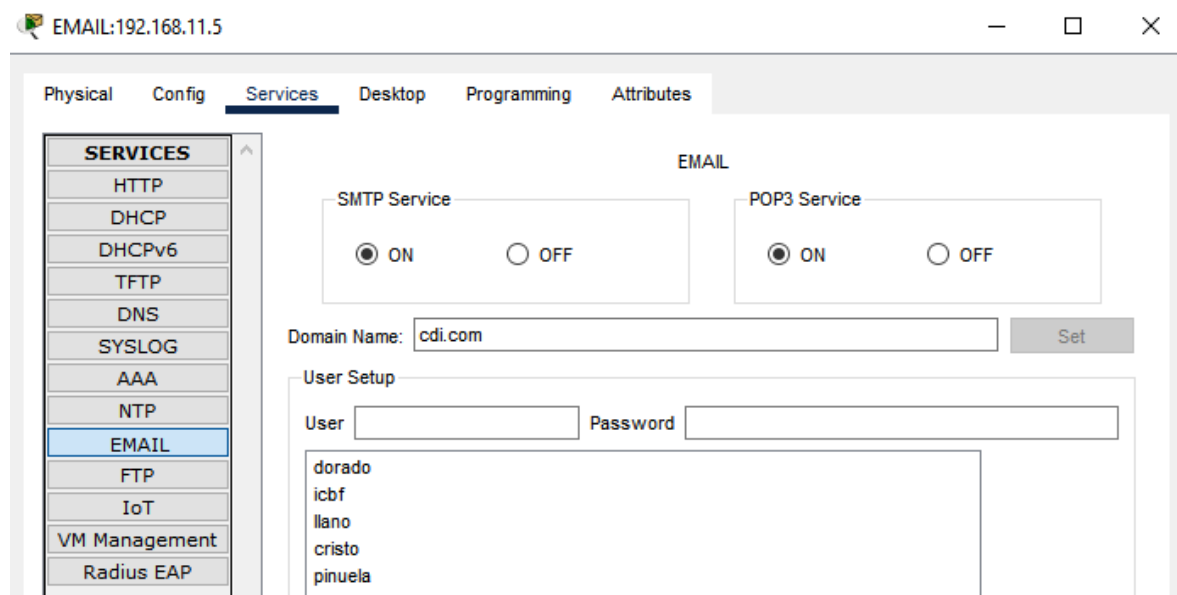 EMAIL:192.168.11.5
Physical Config Services Desktop Programming Attributes
SERVICES
HTTP
DHCP
DHCPv6
TFTP
DNS
SYSLOG
AAA
NTP
EMAIL
FTP
IoT
VM Management
Radius EAP
EMAIL
SMTP Service
ON OFF
POP3 Service
ON OFF
Domain Name: cdi.com Set
User Setup
User Password
dorado
icbf
llano
cristo
pinuela